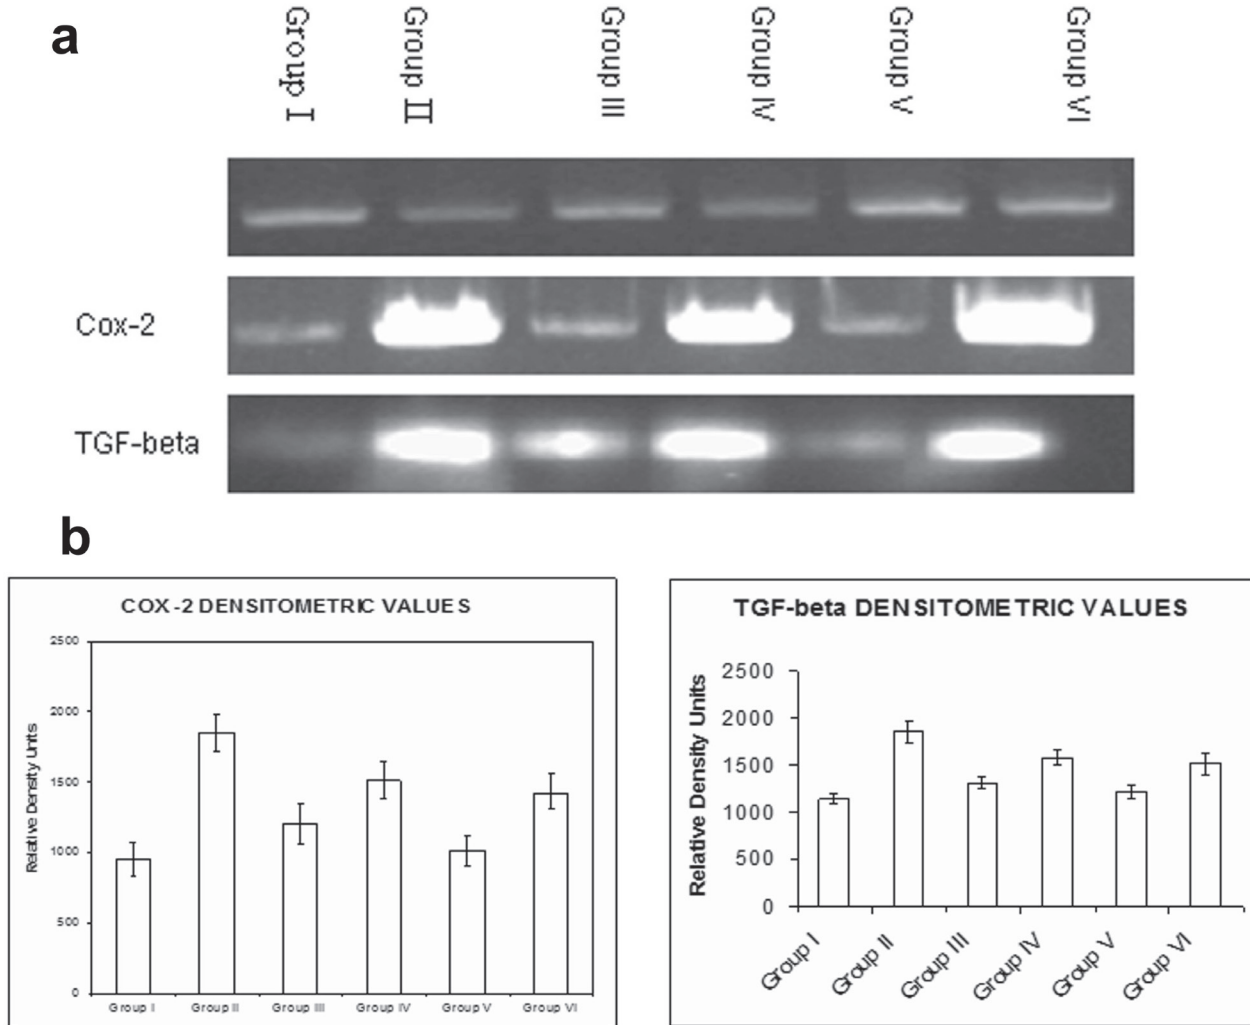 a
Group I
Group II
Group III
Group IV
Group V
Group VI
Cox-2
TGF-beta
b
COX-2 DENSITOMETRIC VALUES
Relative Density Units
2500
2000
1500
1000
500
0
Group I
Group II
Group III
Group IV
Group V
Group VI
TGF-beta DENSITOMETRIC VALUES
Relative Density Units
2500
2000
1500
1000
500
0
Group I
Group II
Group III
Group IV
Group V
Group VI